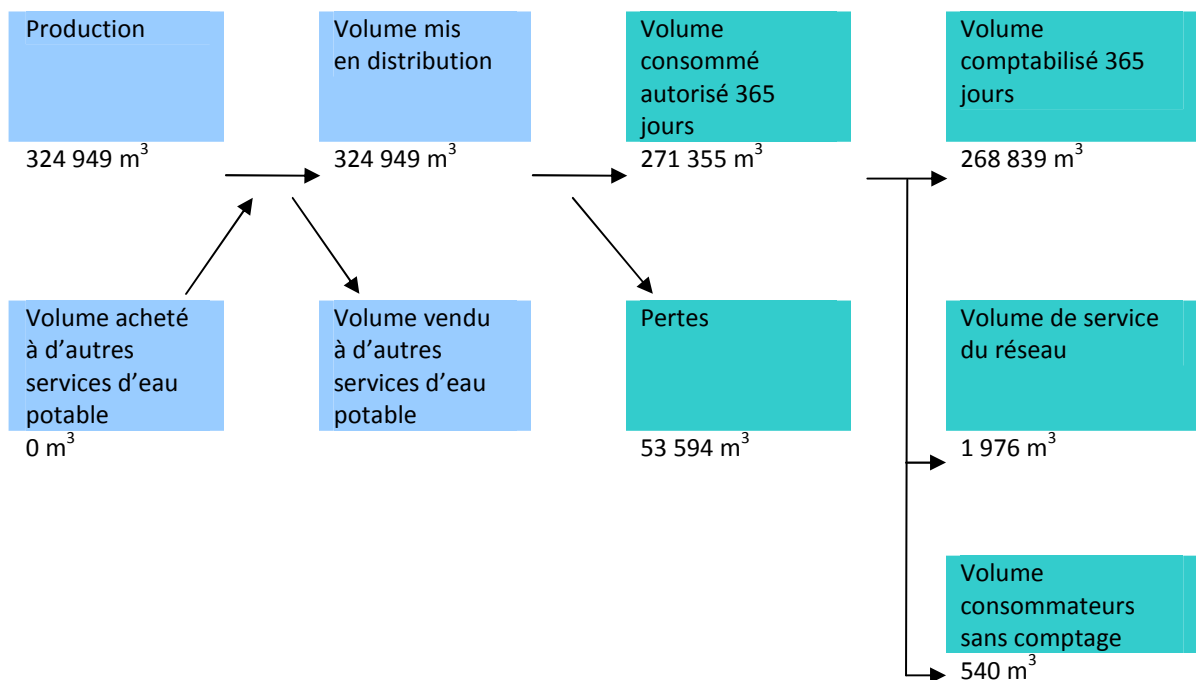 Production
324 949 m³
Volume mis
en distribution
324 949 m³
Volume
consommé
autorisé 365
jours
271 355 m³
Volume
comptabilisé 365
jours
268 839 m³
Volume acheté
à d’autres
services d’eau
potable
0 m³
Volume vendu
à d’autres
services d’eau
potable
Pertes
53 594 m³
Volume de service
du réseau
1 976 m³
Volume
consommateurs
sans comptage
540 m³